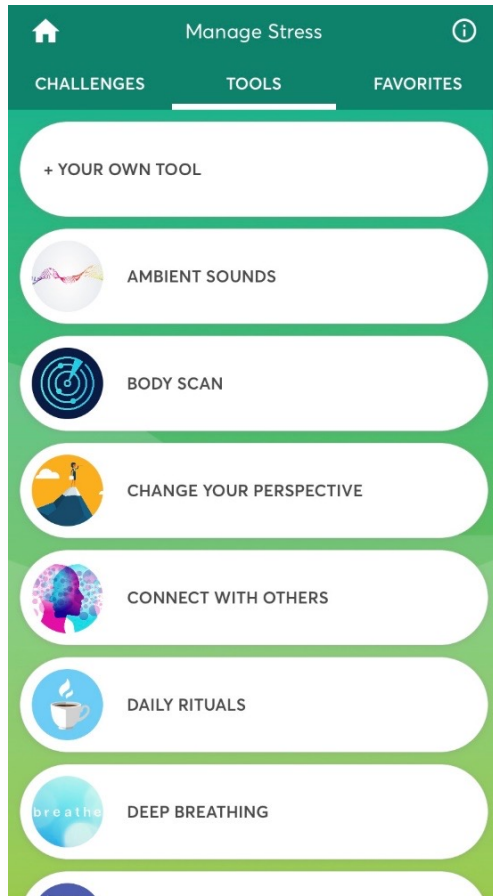 Manage Stress
CHALLENGES TOOLS FAVORITES
+ YOUR OWN TOOL
AMBIENT SOUNDS
BODY SCAN
CHANGE YOUR PERSPECTIVE
CONNECT WITH OTHERS
DAILY RITUALS
breathe
DEEP BREATHING